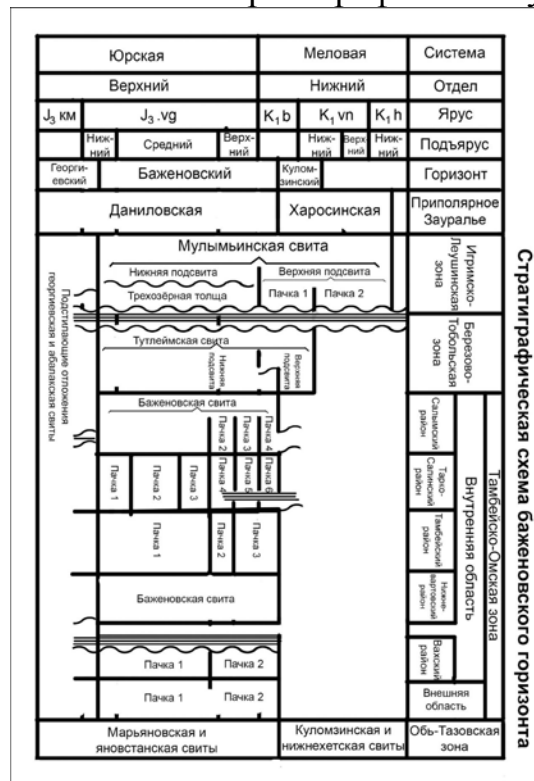 Юрская
Меловая
Система
Верхний
Нижний
Отдел
J₃ км
J₃ .vg
K₁ b
K₁ vn
K₁ h
Ярус
Ниж-
ний
Средний
Верх-
ний
Ниж-
ний
Верх
ний
Ниж-
ний
Подъярус
Георги-
евский
Баженовский
Кулом-
зинский
Горизонт
Даниловская
Харосинская
Приполярное
Зауралье
Мулымьинская свита
Нижняя подсвита
Верхняя подсвита
Трехозёрная толща
Пачка 1
Пачка 2
Игримско-
Леушинская
зона
Подстилающие отложения
георгиевская и абалакская свиты
Тутлеймская свита
Нижняя
подсвита
Верхняя
подсвита
Березово-
Тобольская
зона
Баженовская свита
Пачка 2
Пачка 3
Пачка 4
Салымский
район
Пачка 1
Пачка 2
Пачка 3
Пачка 4
Пачка 5
Пачка 6
Тарко-
Салинский
район
Пачка 1
Пачка 2
Пачка 3
Тамбейский
район
Баженовская свита
Нижне-
вартовский
район
Внутренняя область
Тамбейско-Омская зона
Пачка 1
Пачка 2
Вахский
район
Пачка 1
Пачка 2
Внешняя
область
Марьяновская и
яновстанская свиты
Куломзинская и
нижнехетская свиты
Обь-Тазовская
зона
Стратиграфическая схема баженовского горизонта